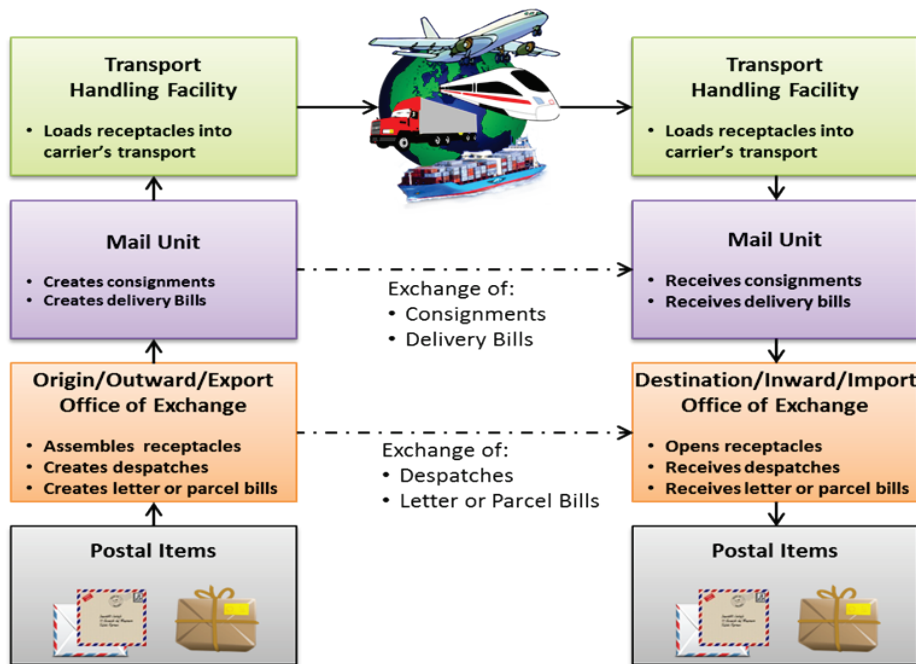 Transport
Handling Facility
• Loads receptacles into
carrier's transport
Transport
Handling Facility
• Loads receptacles into
carrier's transport
Mail Unit
• Creates consignments
• Creates delivery Bills
Exchange of:
• Consignments
• Delivery Bills
Mail Unit
• Receives consignments
• Receives delivery bills
Origin/Outward/Export
Office of Exchange
• Assembles receptacles
• Creates despatches
• Creates letter or parcel bills
Exchange of:
• Despatches
• Letter or Parcel Bills
Destination/Inward/Import
Office of Exchange
• Opens receptacles
• Receives despatches
• Receives letter or parcel bills
Postal Items
Postal Items